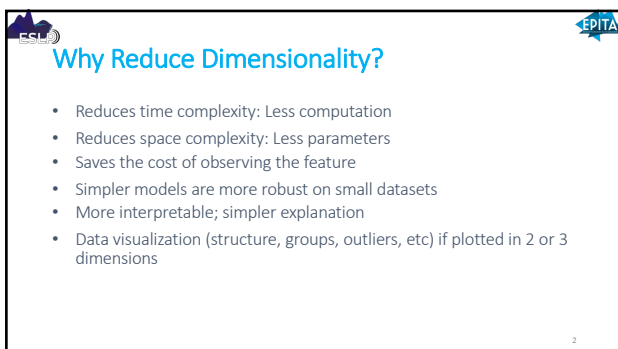 ESLP
EPITA
Why Reduce Dimensionality?
• Reduces time complexity: Less computation
• Reduces space complexity: Less parameters
• Saves the cost of observing the feature
• Simpler models are more robust on small datasets
• More interpretable; simpler explanation
• Data visualization (structure, groups, outliers, etc) if plotted in 2 or 3
dimensions
2